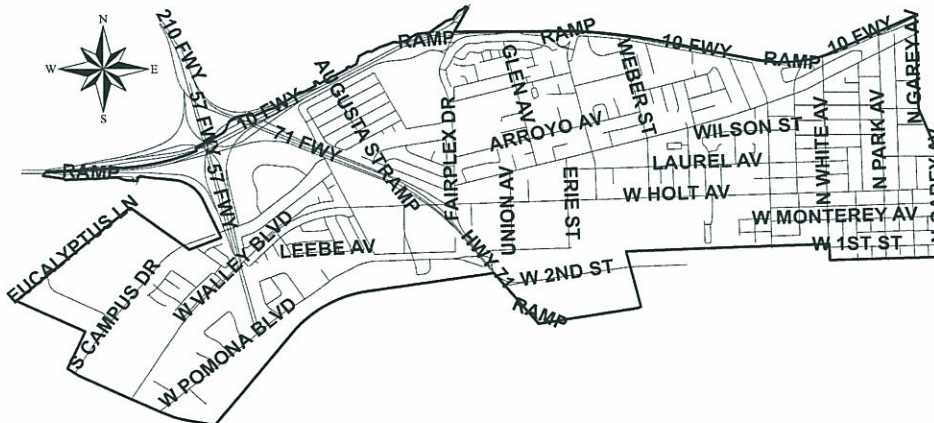 N
W
E
S
210 FWY
57 FWY
57 FWY
10 FWY
71 FWY
RAMP
AUGUSTA ST
RAMP
RAMP
FAIRPLEX DR
GLEN AV
RAMP
WEBER ST
10 FWY
RAMP
10 FWY
N GAREY AV
ARROYO AV
WILSON ST
LAUREL AV
W HOLT AV
N WHITE AV
N PARK AV
N GAREY AV
UNION AV
ERIE ST
W MONTEREY AV
W 1ST ST
EUCALYPTUS LN
S CAMPUS DR
W VALLEY BLVD
LEEBE AV
W POMONA BLVD
HWY 71
W 2ND ST
RAMP